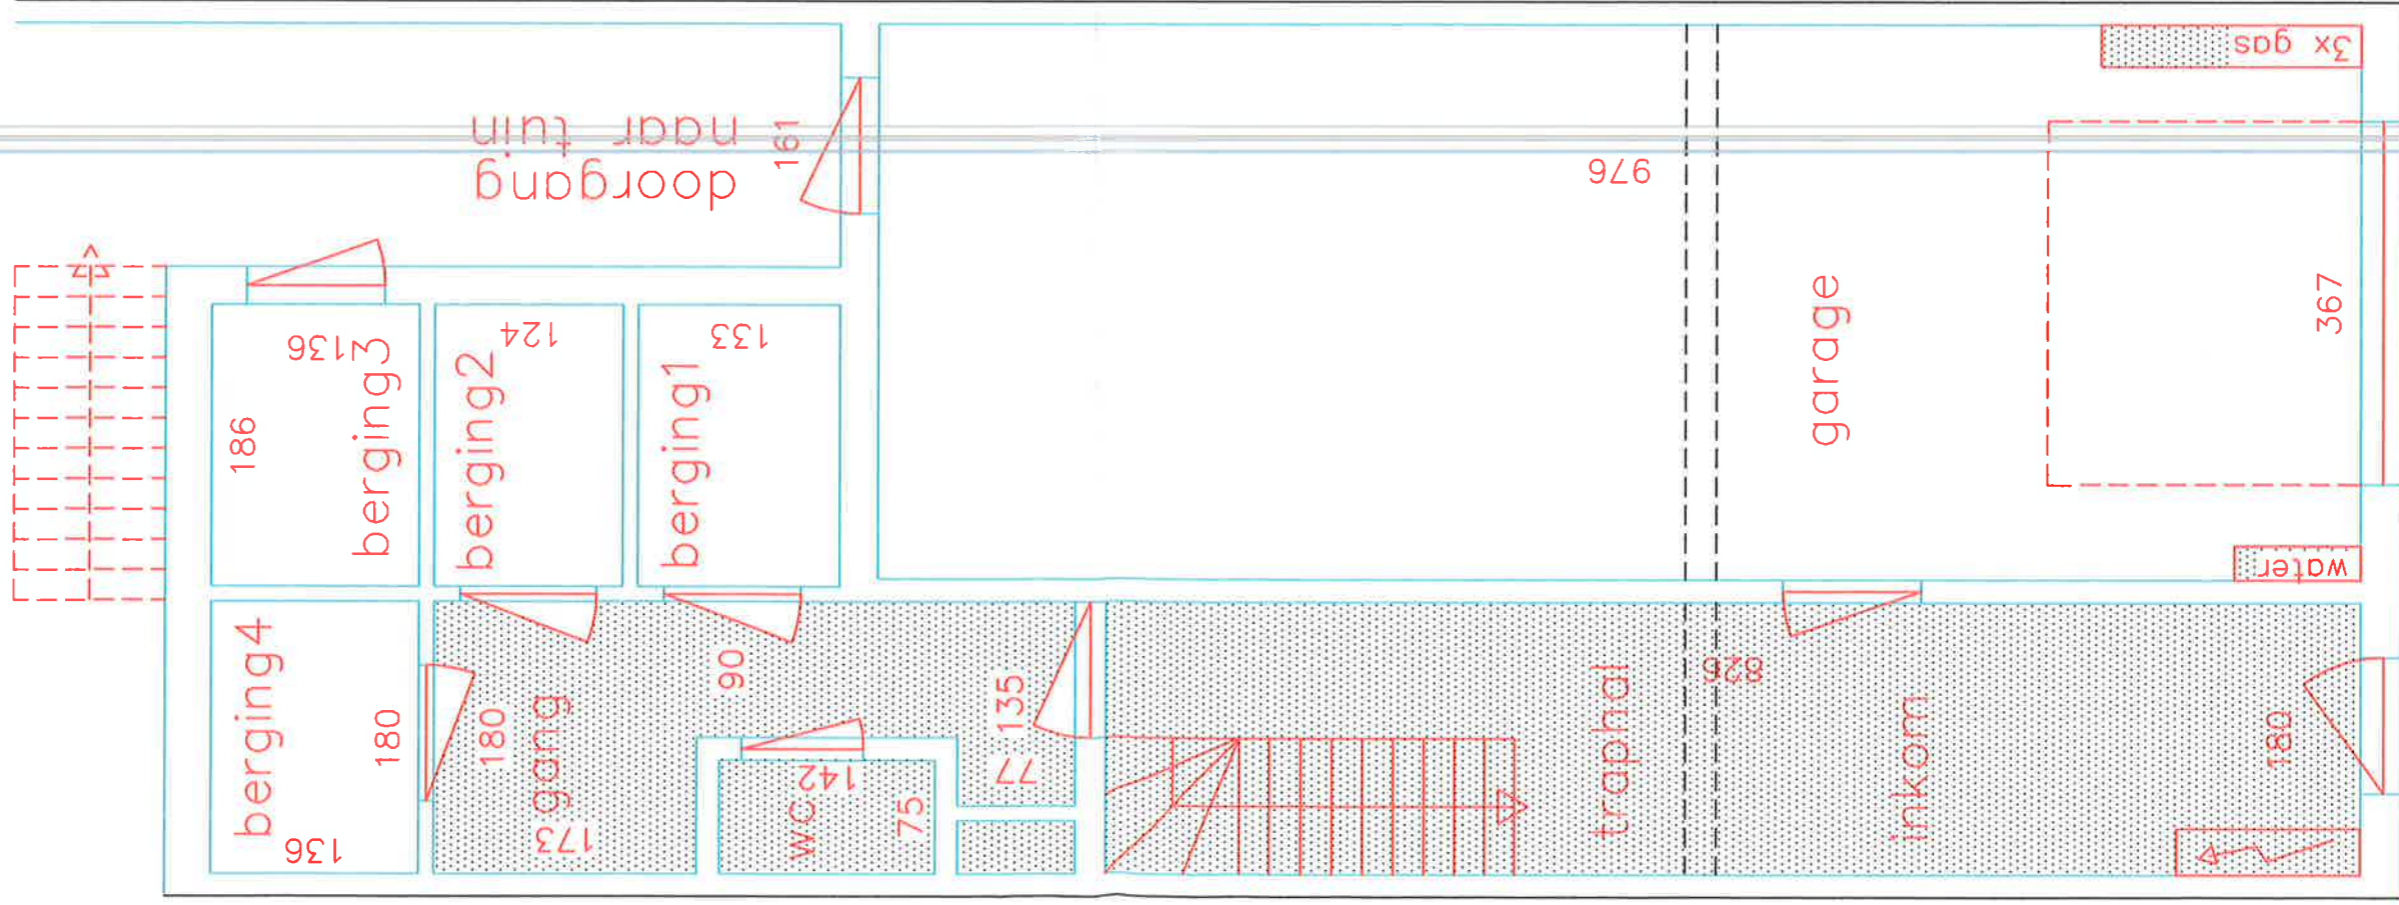 3x gas
doorgang
naar tuin
161
976
garage
367
136
berging3
186
124
berging2
133
berging1
water
berging4
180
136
180
gang
173
90
135
77
wc
142
75
traphal
826
inkom
180